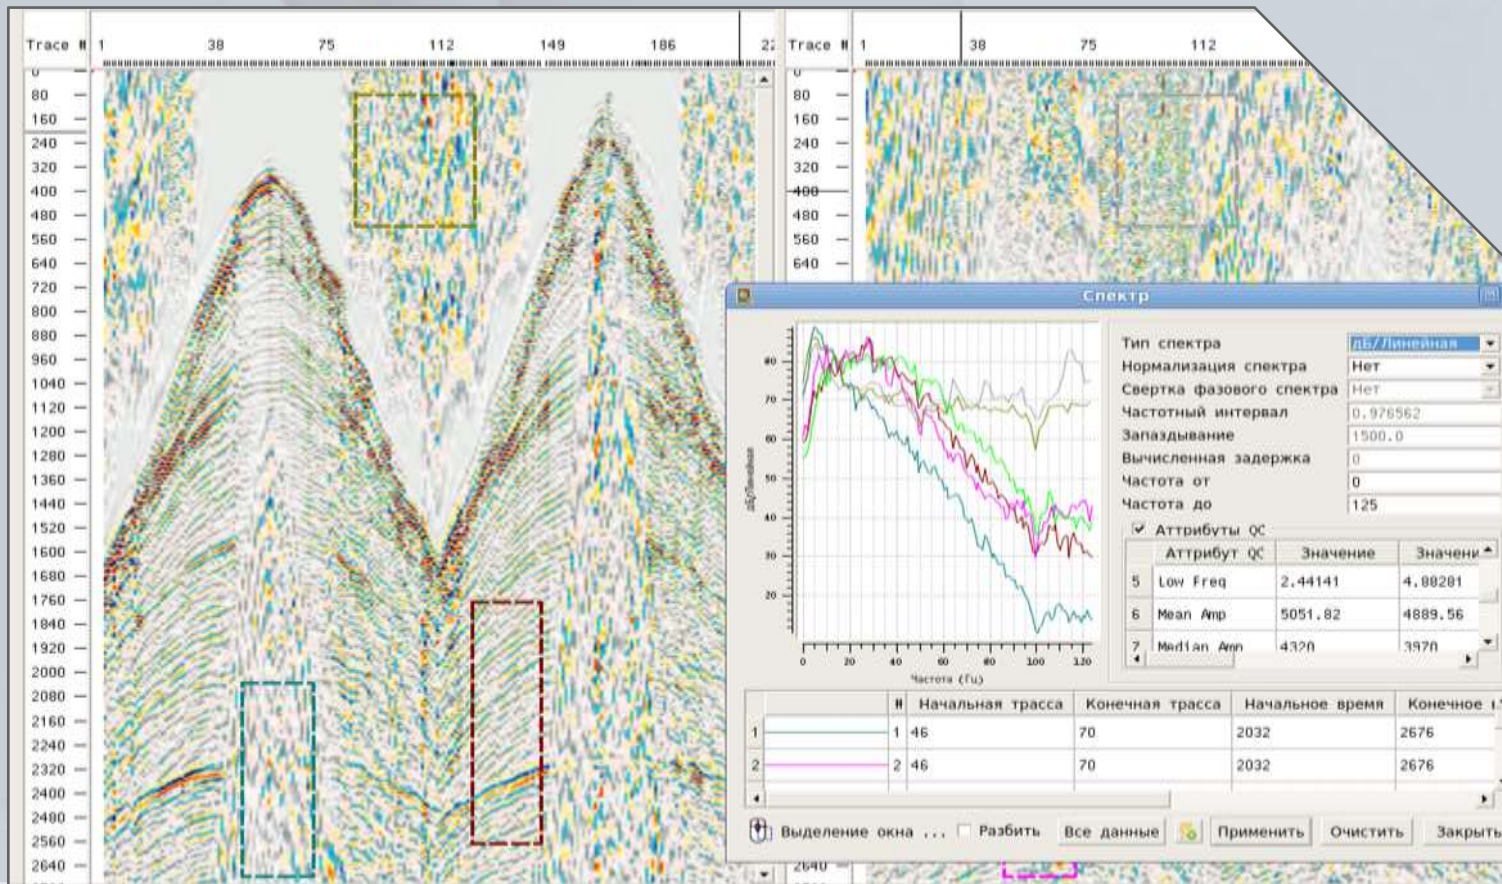 Trace # 1 38 75 112 149 186 22
Trace # 1 38 75 112
0
80
160
240
320
400
480
560
640
720
800
880
960
1040
1120
1200
1280
1360
1440
1520
1600
1680
1760
1840
1920
2000
2080
2160
2240
2320
2400
2480
2560
2640
0
80
160
240
320
400
480
560
640
2640
Спектр
дБ/Линейная
80
70
60
50
40
30
20
0 20 40 60 80 100 120
Частота (Гц)
Тип спектра дБ/Линейная
Нормализация спектра Нет
Свертка фазового спектра Нет
Частотный интервал 0.976562
Запаздывание 1500.0
Вычисленная задержка 0
Частота от 0
Частота до 125
Аттрибуты QC
Аттрибут QC Значение Значени
5 Low Freq 2.44141 4.88281
6 Mean Amp 5051.82 4889.56
7 Median Amp 4320 3970
# Начальная трасса Конечная трасса Начальное время Конечное
1 1 46 70 2032 2676
2 2 46 70 2032 2676
Выделение окна ... Разбить Все данные Применить Очистить Закрыть